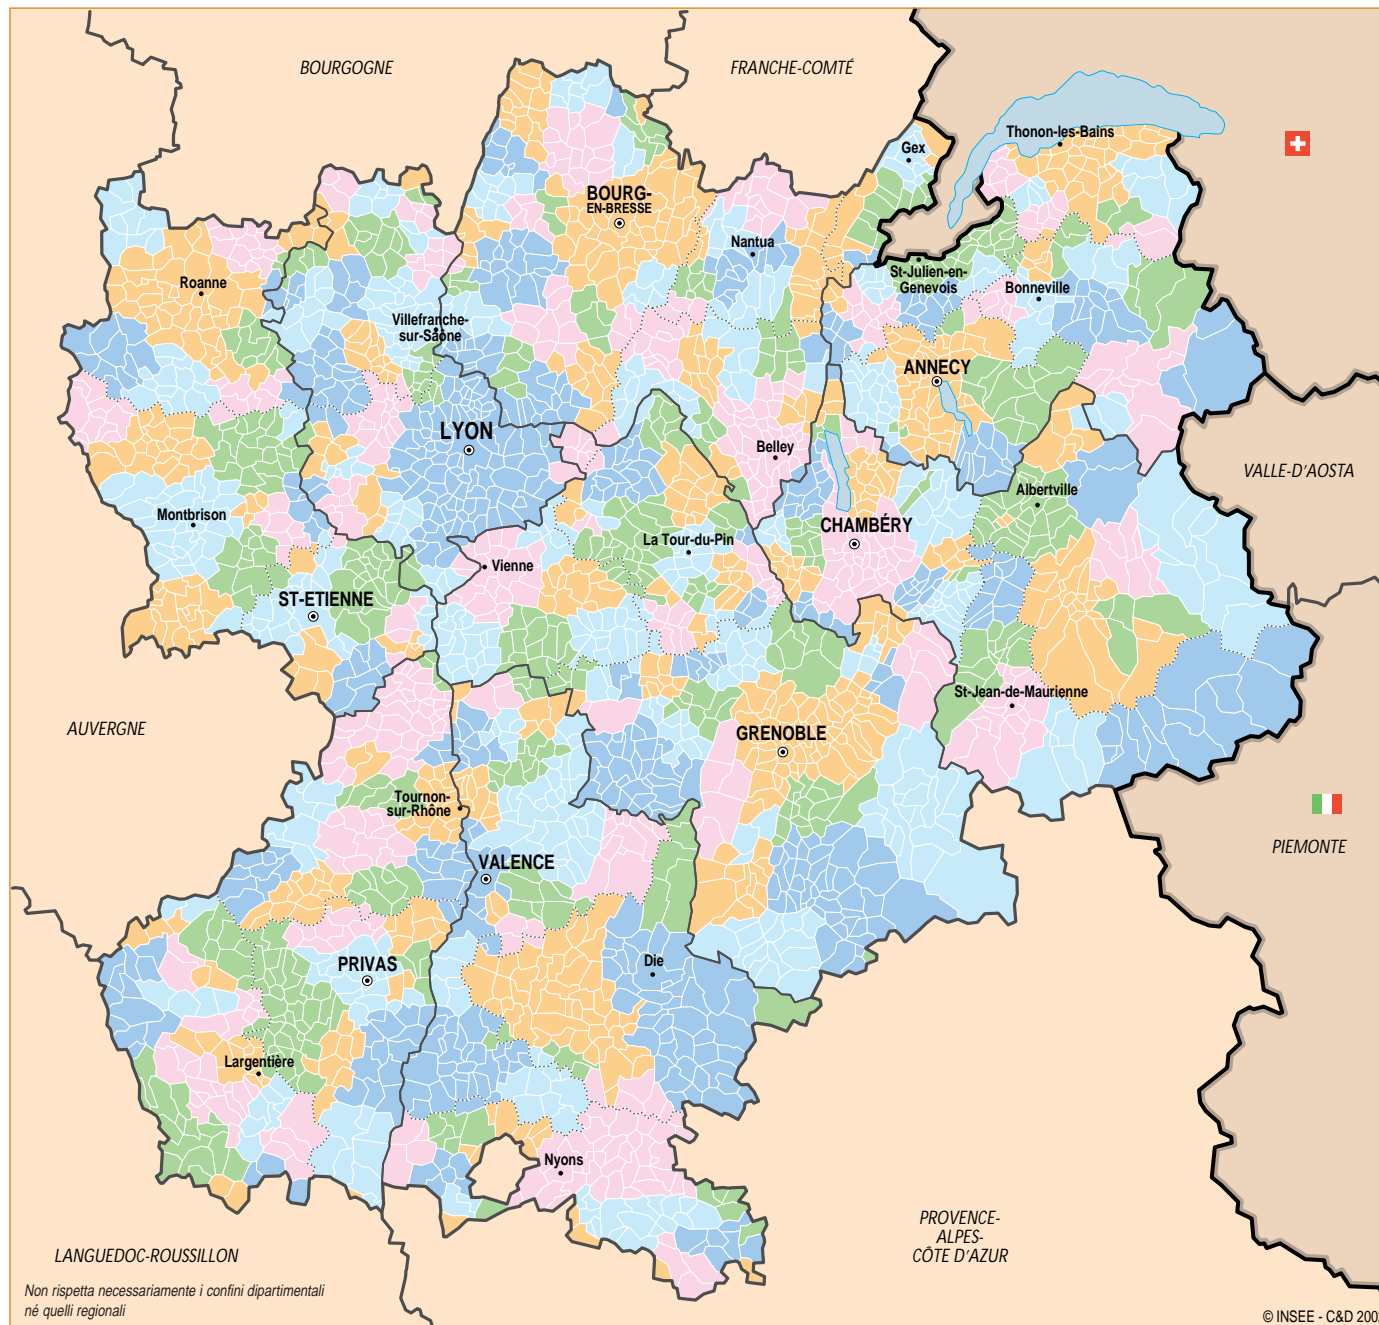 BOURGOGNE
FRANCHE-COMTÉ
Thonon-les-Bains
Gex
BOURG-
EN-BRESSE
Nantua
St-Julien-en-
Genevois
Bonneville
Roanne
Villefranche-
sur-Saône
ANNECY
LYON
Belley
VALLE-D'AOSTA
Albertville
Montbrison
CHAMBÉRY
La Tour-du-Pin
Vienne
ST-ETIENNE
St-Jean-de-Maurienne
AUVERGNE
GRENOBLE
Tournon-
sur-Rhône
PIEMONTE
VALENCE
PRIVAS
Die
Largentière
Nyons
PROVENCE-
ALPES-
CÔTE D'AZUR
LANGUEDOC-ROUSSILLON
Non rispetta necessariamente i confini dipartimentali
né quelli regionali
© INSEE - C&D